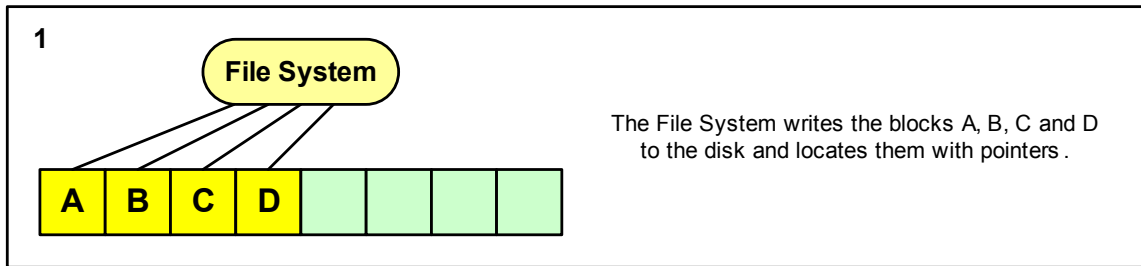 1
File System
The File System writes the blocks A, B, C and D
to the disk and locates them with pointers.
A B C D